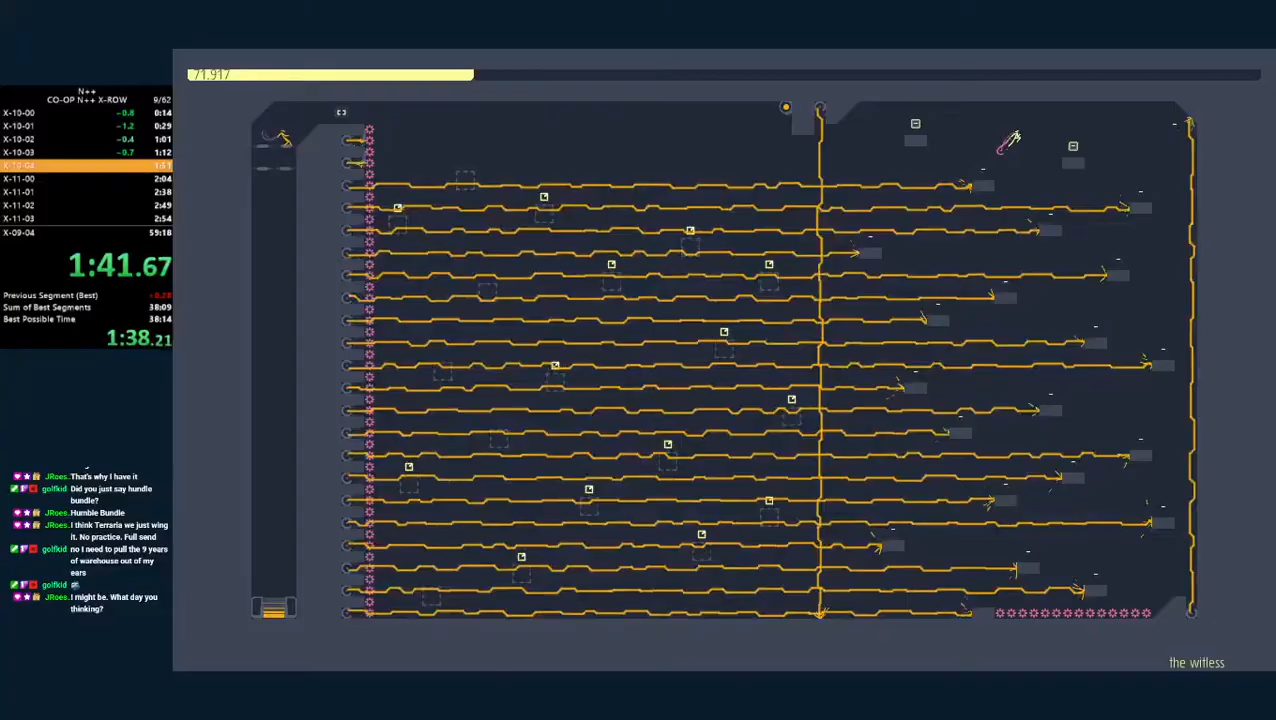 71.917
N++
CO-OP N++ X-ROW 9/62
X-10-00 -0.8 0:14
X-10-01 -1.2 0:29
X-10-02 -0.4 1:01
X-10-03 -0.7 1:12
X-10-04 1:51
X-11-00 2:04
X-11-01 2:38
X-11-02 2:49
X-11-03 2:54
X-09-04 59:18
1:41.67
Previous Segment (Best) +0.28
Sum of Best Segments 38:09
Best Possible Time 38:14
1:38.21
JRoes. That's why I have it
golfkid Did you just say hundle
bundle?
JRoes. Humble Bundle
JRoes. I think Terraria we just wing
it. No practice. Full send
golfkid no I need to pull the 9 years
of warehouse out of my
ears
golfkid
JRoes. I might be. What day you
thinking?
the witless